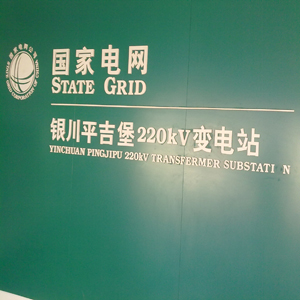 国家电网
STATE GRID
银川平吉堡220kV变电站
YINCHUAN PINGJIPU 220kV TRANSFERMER SUBSTATI N